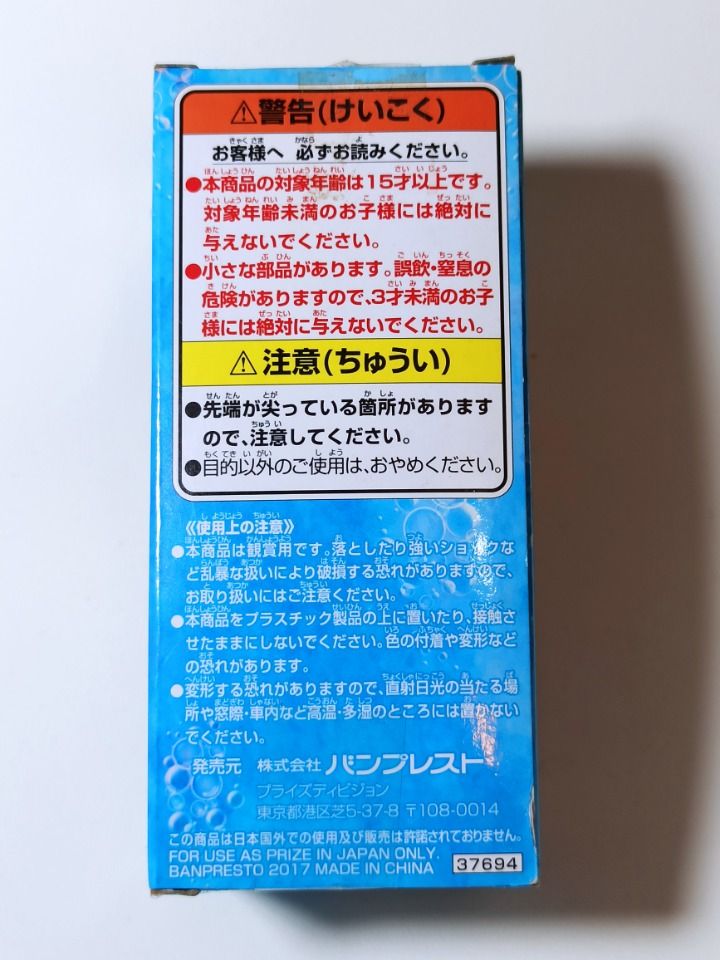 ⚠警告(けいこく)
お客様へ 必ずお読みください。
●本商品の対象年齢は15才以上です。
対象年齢未満のお子様には絶対に
与えないでください。
●小さな部品があります。誤飲・窒息の
危険がありますので、3才未満のお子
様には絶対に与えないでください。
⚠注意(ちゅうい)
●先端が尖っている箇所があります
ので、注意してください。
●目的以外のご使用は、おやめください。
《使用上の注意》
●本商品は観賞用です。落としたり強いショックな
ど乱暴な扱いにより破損する恐れがありますので、
お取り扱いにはご注意ください。
●本商品をプラスチック製品の上に置いたり、接触さ
せたままにしないでください。色の付着や変形など
の恐れがあります。
●変形する恐れがありますので、直射日光の当たる場
所や窓際・車内など高温・多湿のところには置かない
でください。
発売元 株式会社 バンプレスト
プライズディビジョン
東京都港区芝5-37-8 〒108-0014
この商品は日本国外での使用及び販売は許諾されておりません。
FOR USE AS PRIZE IN JAPAN ONLY.
BANPRESTO 2017 MADE IN CHINA
37694